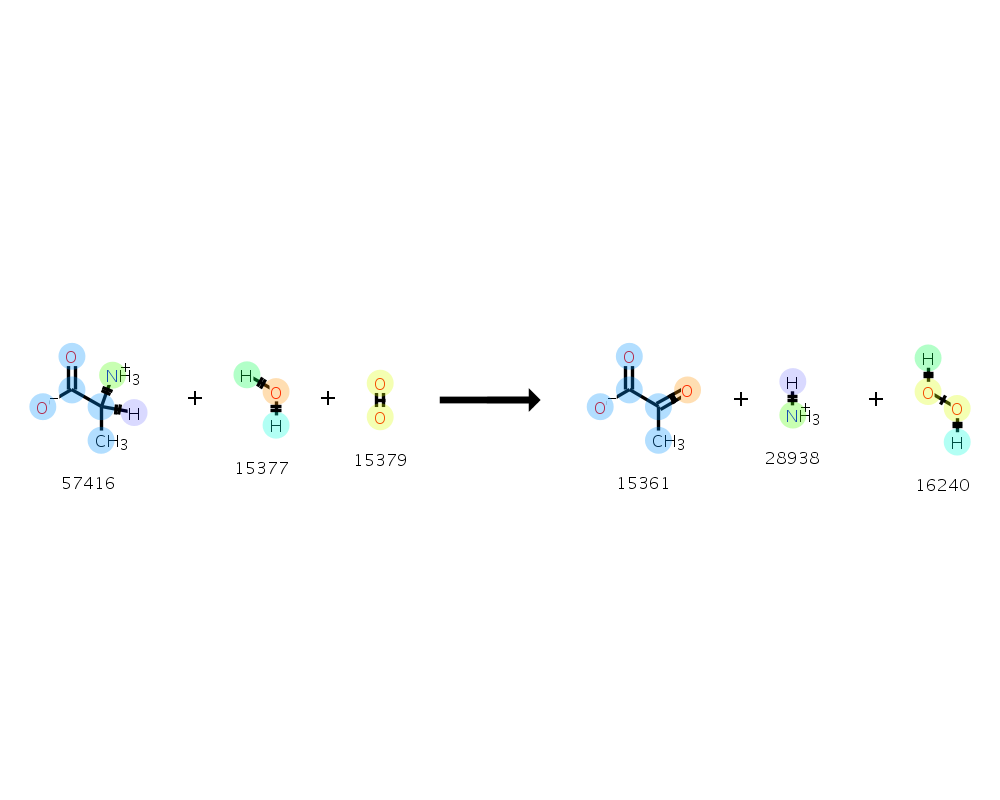 O NH3+ H O− CH3
57416
+
H O H
15377
+
O O
15379
O O O− CH3
15361
+
H NH3+
28938
+
H O O H
16240